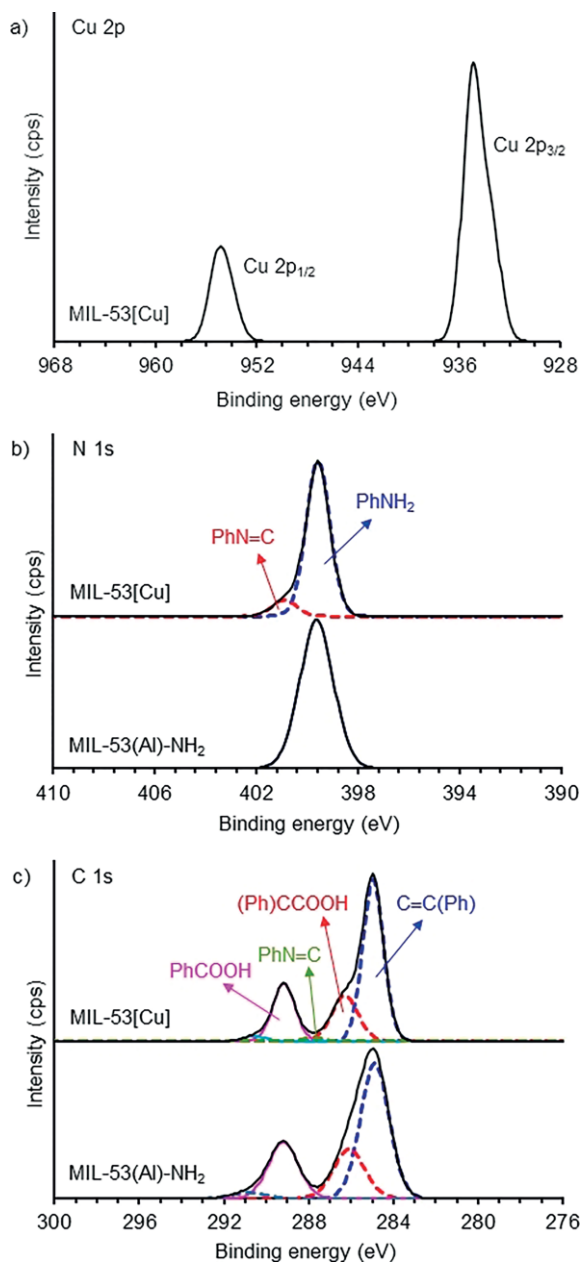 a)
Cu 2p
Intensity (cps)
Cu 2p3/2
Cu 2p1/2
MIL-53[Cu]
968 960 952 944 936 928
Binding energy (eV)
b)
N 1s
Intensity (cps)
PhNH2
PhN=C
MIL-53[Cu]
MIL-53(Al)-NH2
410 406 402 398 394 390
Binding energy (eV)
c)
C 1s
Intensity (cps)
(Ph)CCOOH
C=C(Ph)
PhN=C
PhCOOH
MIL-53[Cu]
MIL-53(Al)-NH2
300 296 292 288 284 280 276
Binding energy (eV)